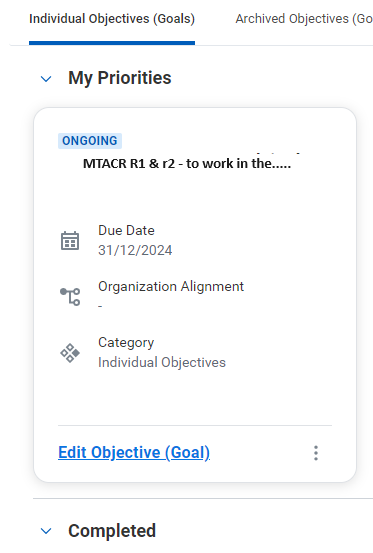 Individual Objectives (Goals)
Archived Objectives (Go
My Priorities
ONGOING
MTACR R1 & r2 - to work in the.....
Due Date
31/12/2024
Organization Alignment
-
Category
Individual Objectives
Edit Objective (Goal)
Completed